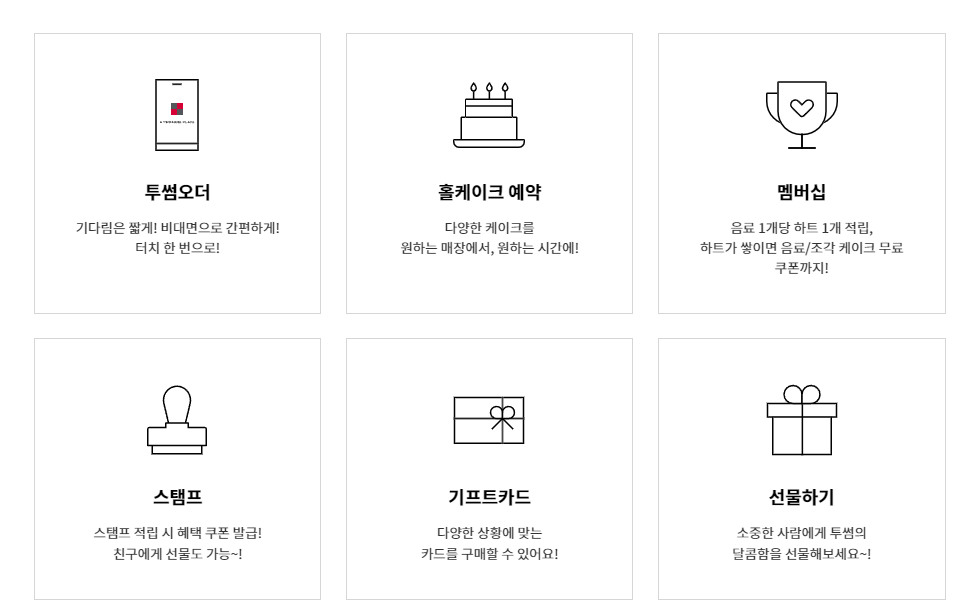 A TWOSOME PLACE
투썸오더
기다림은 짧게! 비대면으로 간편하게!
터치 한 번으로!
홀케이크 예약
다양한 케이크를
원하는 매장에서, 원하는 시간에!
멤버십
음료 1개당 하트 1개 적립,
하트가 쌓이면 음료/조각 케이크 무료
쿠폰까지!
스탬프
스탬프 적립 시 혜택 쿠폰 발급!
친구에게 선물도 가능~!
기프트카드
다양한 상황에 맞는
카드를 구매할 수 있어요!
선물하기
소중한 사람에게 투썸의
달콤함을 선물해보세요~!